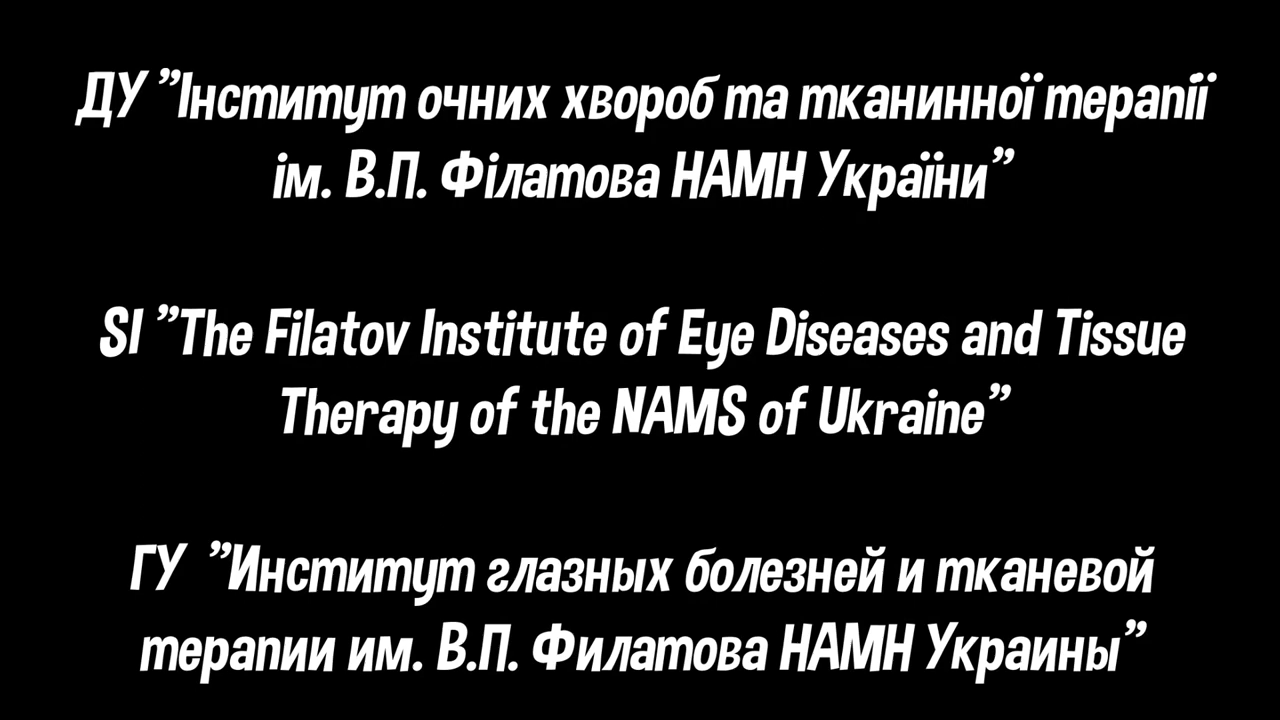 ДУ "Інститут очних хвороб та тканинної терапії
ім. В.П. Філатова НАМН України"
SI "The Filatov Institute of Eye Diseases and Tissue
Therapy of the NAMS of Ukraine"
ГУ "Институт глазных болезней и тканевой
терапии им. В.П. Филатова НАМН Украины"